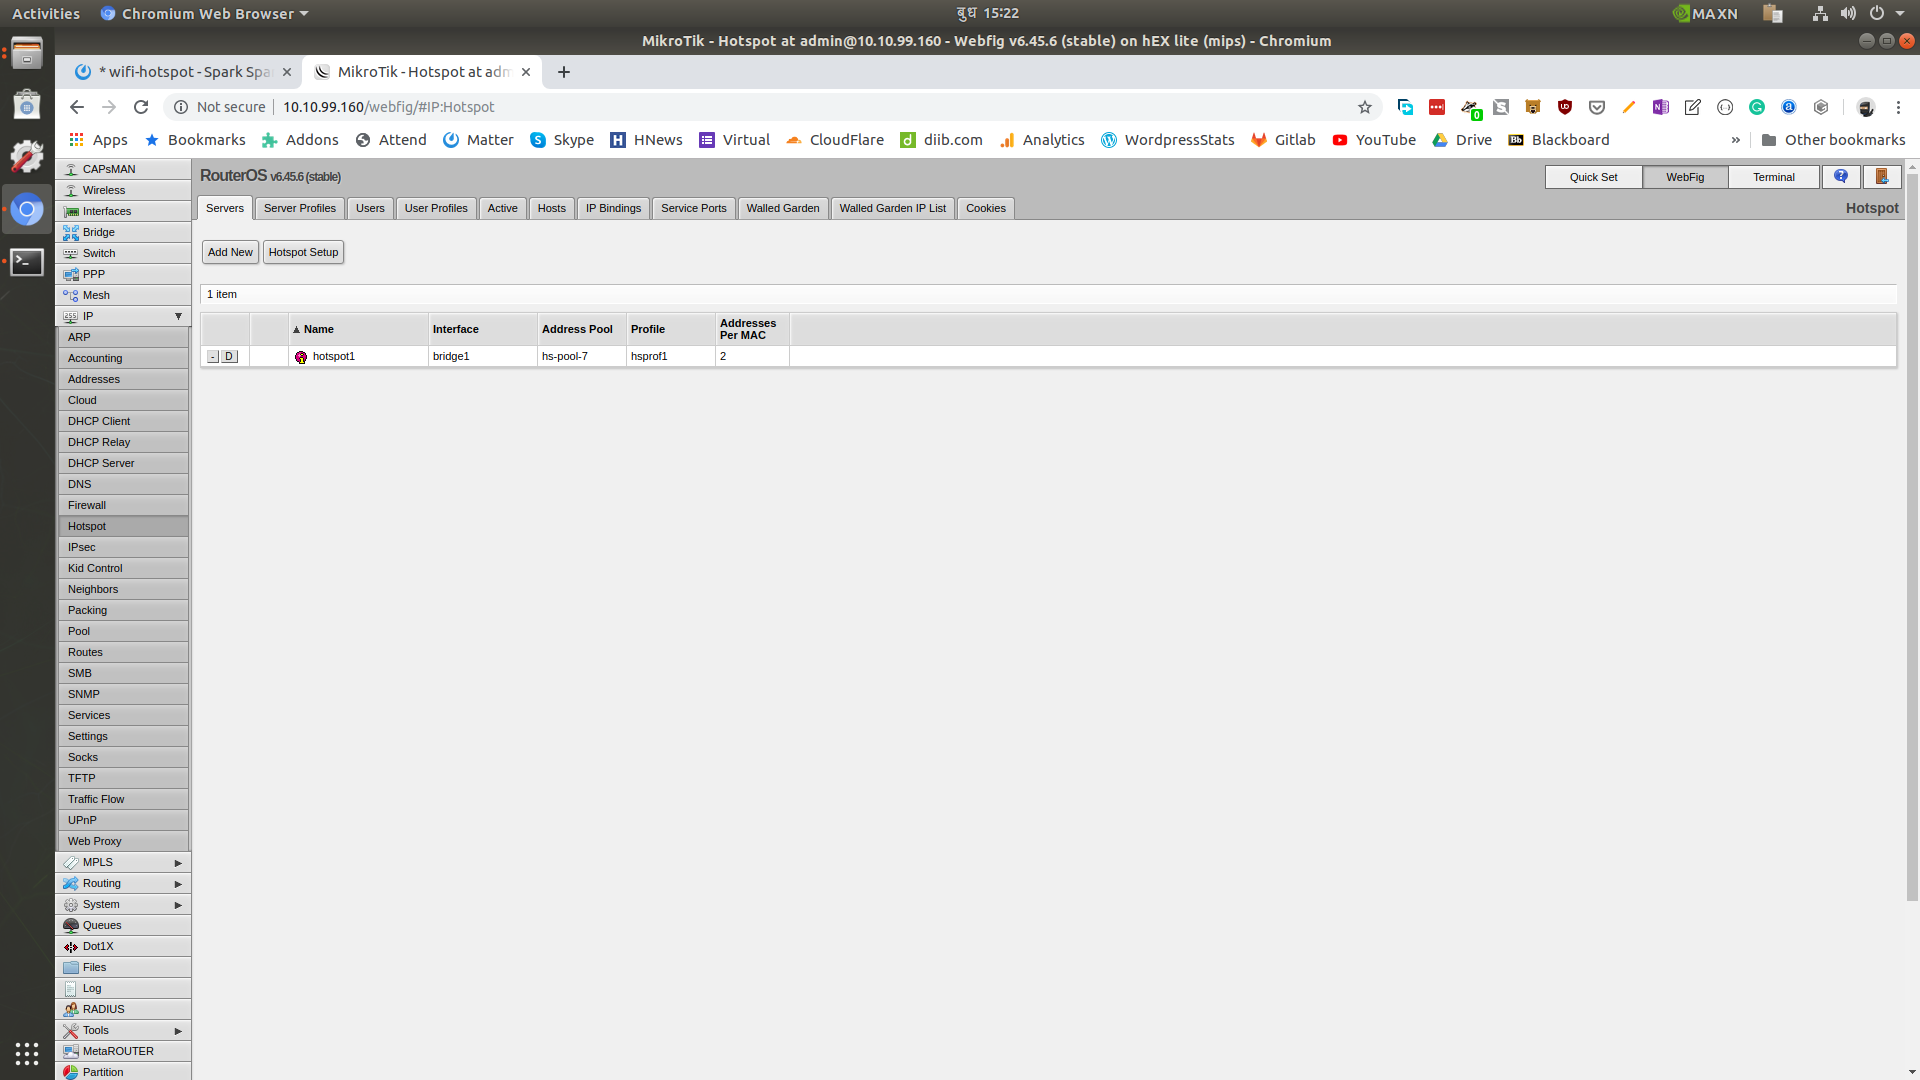 Activities Chromium Web Browser बुध 15:22 MAXN
MikroTik - Hotspot at admin@10.10.99.160 - Webfig v6.45.6 (stable) on hEX lite (mips) - Chromium
* wifi-hotspot - Spark Spa MikroTik - Hotspot at adm
Not secure 10.10.99.160/webfig/#IP:Hotspot
Apps Bookmarks Addons Attend Matter Skype HNews Virtual CloudFlare diib.com Analytics WordpressStats Gitlab YouTube Drive Blackboard » Other bookmarks
RouterOS v6.45.6 (stable) Quick Set WebFig Terminal
Servers Server Profiles Users User Profiles Active Hosts IP Bindings Service Ports Walled Garden Walled Garden IP List Cookies Hotspot
Add New Hotspot Setup
1 item
Name Interface Address Pool Profile Addresses Per MAC
- D hotspot1 bridge1 hs-pool-7 hsprof1 2
CAPsMAN
Wireless
Interfaces
Bridge
Switch
PPP
Mesh
IP
ARP
Accounting
Addresses
Cloud
DHCP Client
DHCP Relay
DHCP Server
DNS
Firewall
Hotspot
IPsec
Kid Control
Neighbors
Packing
Pool
Routes
SMB
SNMP
Services
Settings
Socks
TFTP
Traffic Flow
UPnP
Web Proxy
MPLS
Routing
System
Queues
Dot1X
Files
Log
RADIUS
Tools
MetaROUTER
Partition